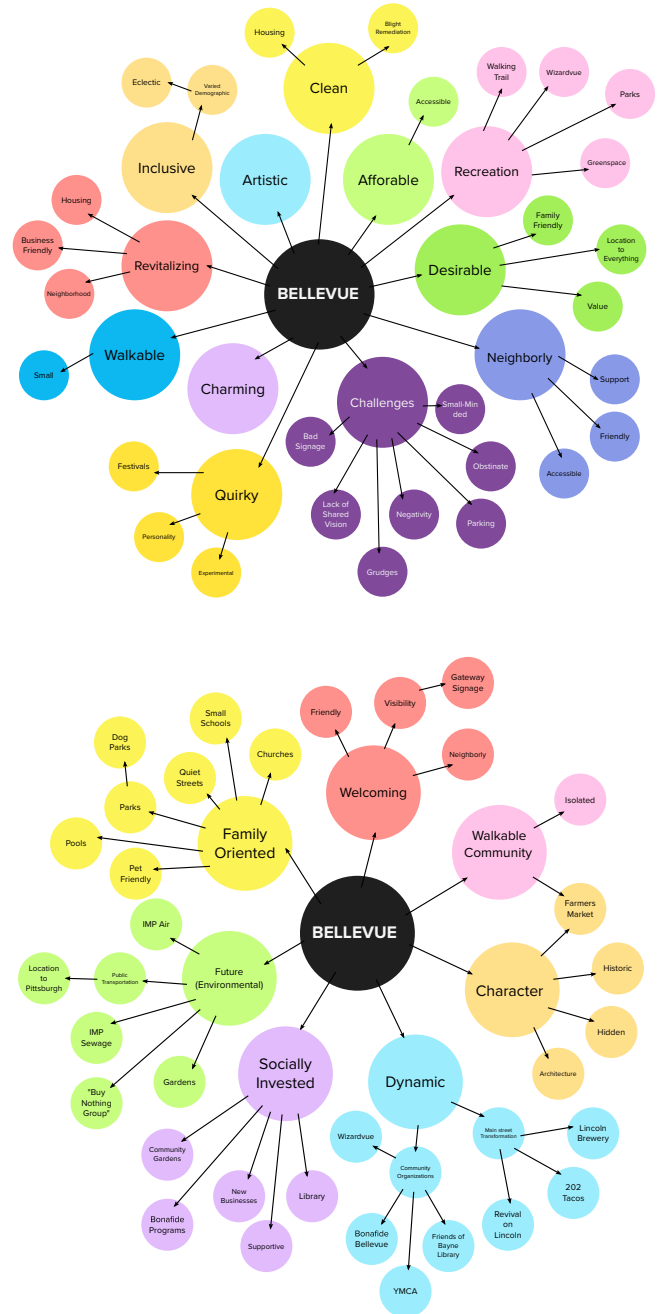 Housing
Blight
Remediation
Clean
Walking
Trail
Wizardvue
Parks
Greenspace
Recreation
Eclectic
Varied
Demographic
Inclusive
Artistic
Accessible
Afforable
Housing
Business
Friendly
Neighborhood
Revitalizing
BELLEVUE
Family
Friendly
Location to
Everything
Value
Desirable
Small
Walkable
Charming
Challenges
Small-Min
ded
Bad
Signage
Obstinate
Lack of
Shared
Vision
Negativity
Parking
Grudges
Neighborly
Support
Friendly
Accessible
Festivals
Quirky
Personality
Experimental
Small
Schools
Dog
Parks
Quiet
Streets
Churches
Parks
Pools
Pet
Friendly
Family
Oriented
Friendly
Visibility
Gateway
Signage
Neighborly
Welcoming
Isolated
Walkable
Community
Farmers
Market
BELLEVUE
IMP Air
Location
to
Pittsburgh
Public
Transportation
Future
(Environmental)
IMP
Sewage
"Buy
Nothing
Group"
Gardens
Character
Historic
Hidden
Architecture
Socially
Invested
Community
Gardens
Bonafide
Programs
New
Businesses
Supportive
Library
Dynamic
Wizardvue
Community
Organizations
Bonafide
Bellevue
YMCA
Friends of
Bayne
Library
Main street
Transformation
Lincoln
Brewery
202
Tacos
Revival
on
Lincoln